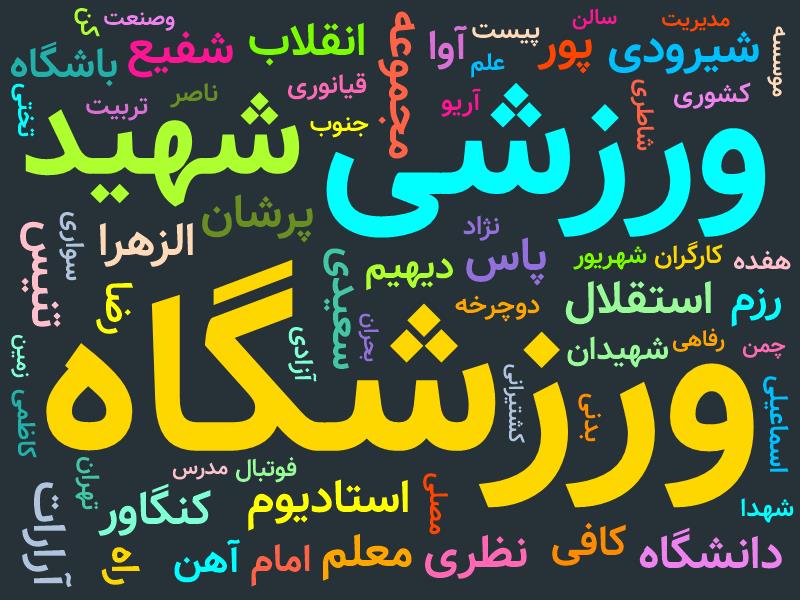 وصنعت
کن
مدیریت
سالن
پیست
موسسه
انقلاب
شفیع
باشگاه
مجموعه
آوا
علم
پور
شیرودی
قیانوری
ناصر
تربیت
تختی
آریو
کشوری
شاطری
جنوب
شهید
ورزشی
پرشان
الزهرا
سواری
تنیس
نژاد
پاس
دیهیم
سعیدی
شهریور
کارگران
هفده
رضا
دوچرخه
استقلال
رزم
بحران
آزادی
شهیدان
رفاهی
چمن
زمین
ورزشگاه
کشتیرانی
بدنی
اسماعیلی
کاظمی
تهران
مدرس
فوتبال
مصلی
آرارات
کنگاور
استادیوم
شهدا
راه
آهن
امام
معلم
نظری
کافی
دانشگاه